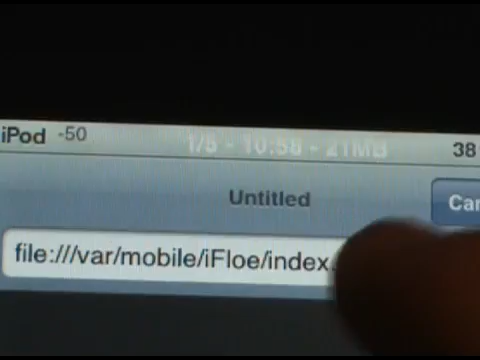 iPod -50 1/5 - 10:58 - 21MB 38
Untitled
Can
file:///var/mobile/iFloe/index.